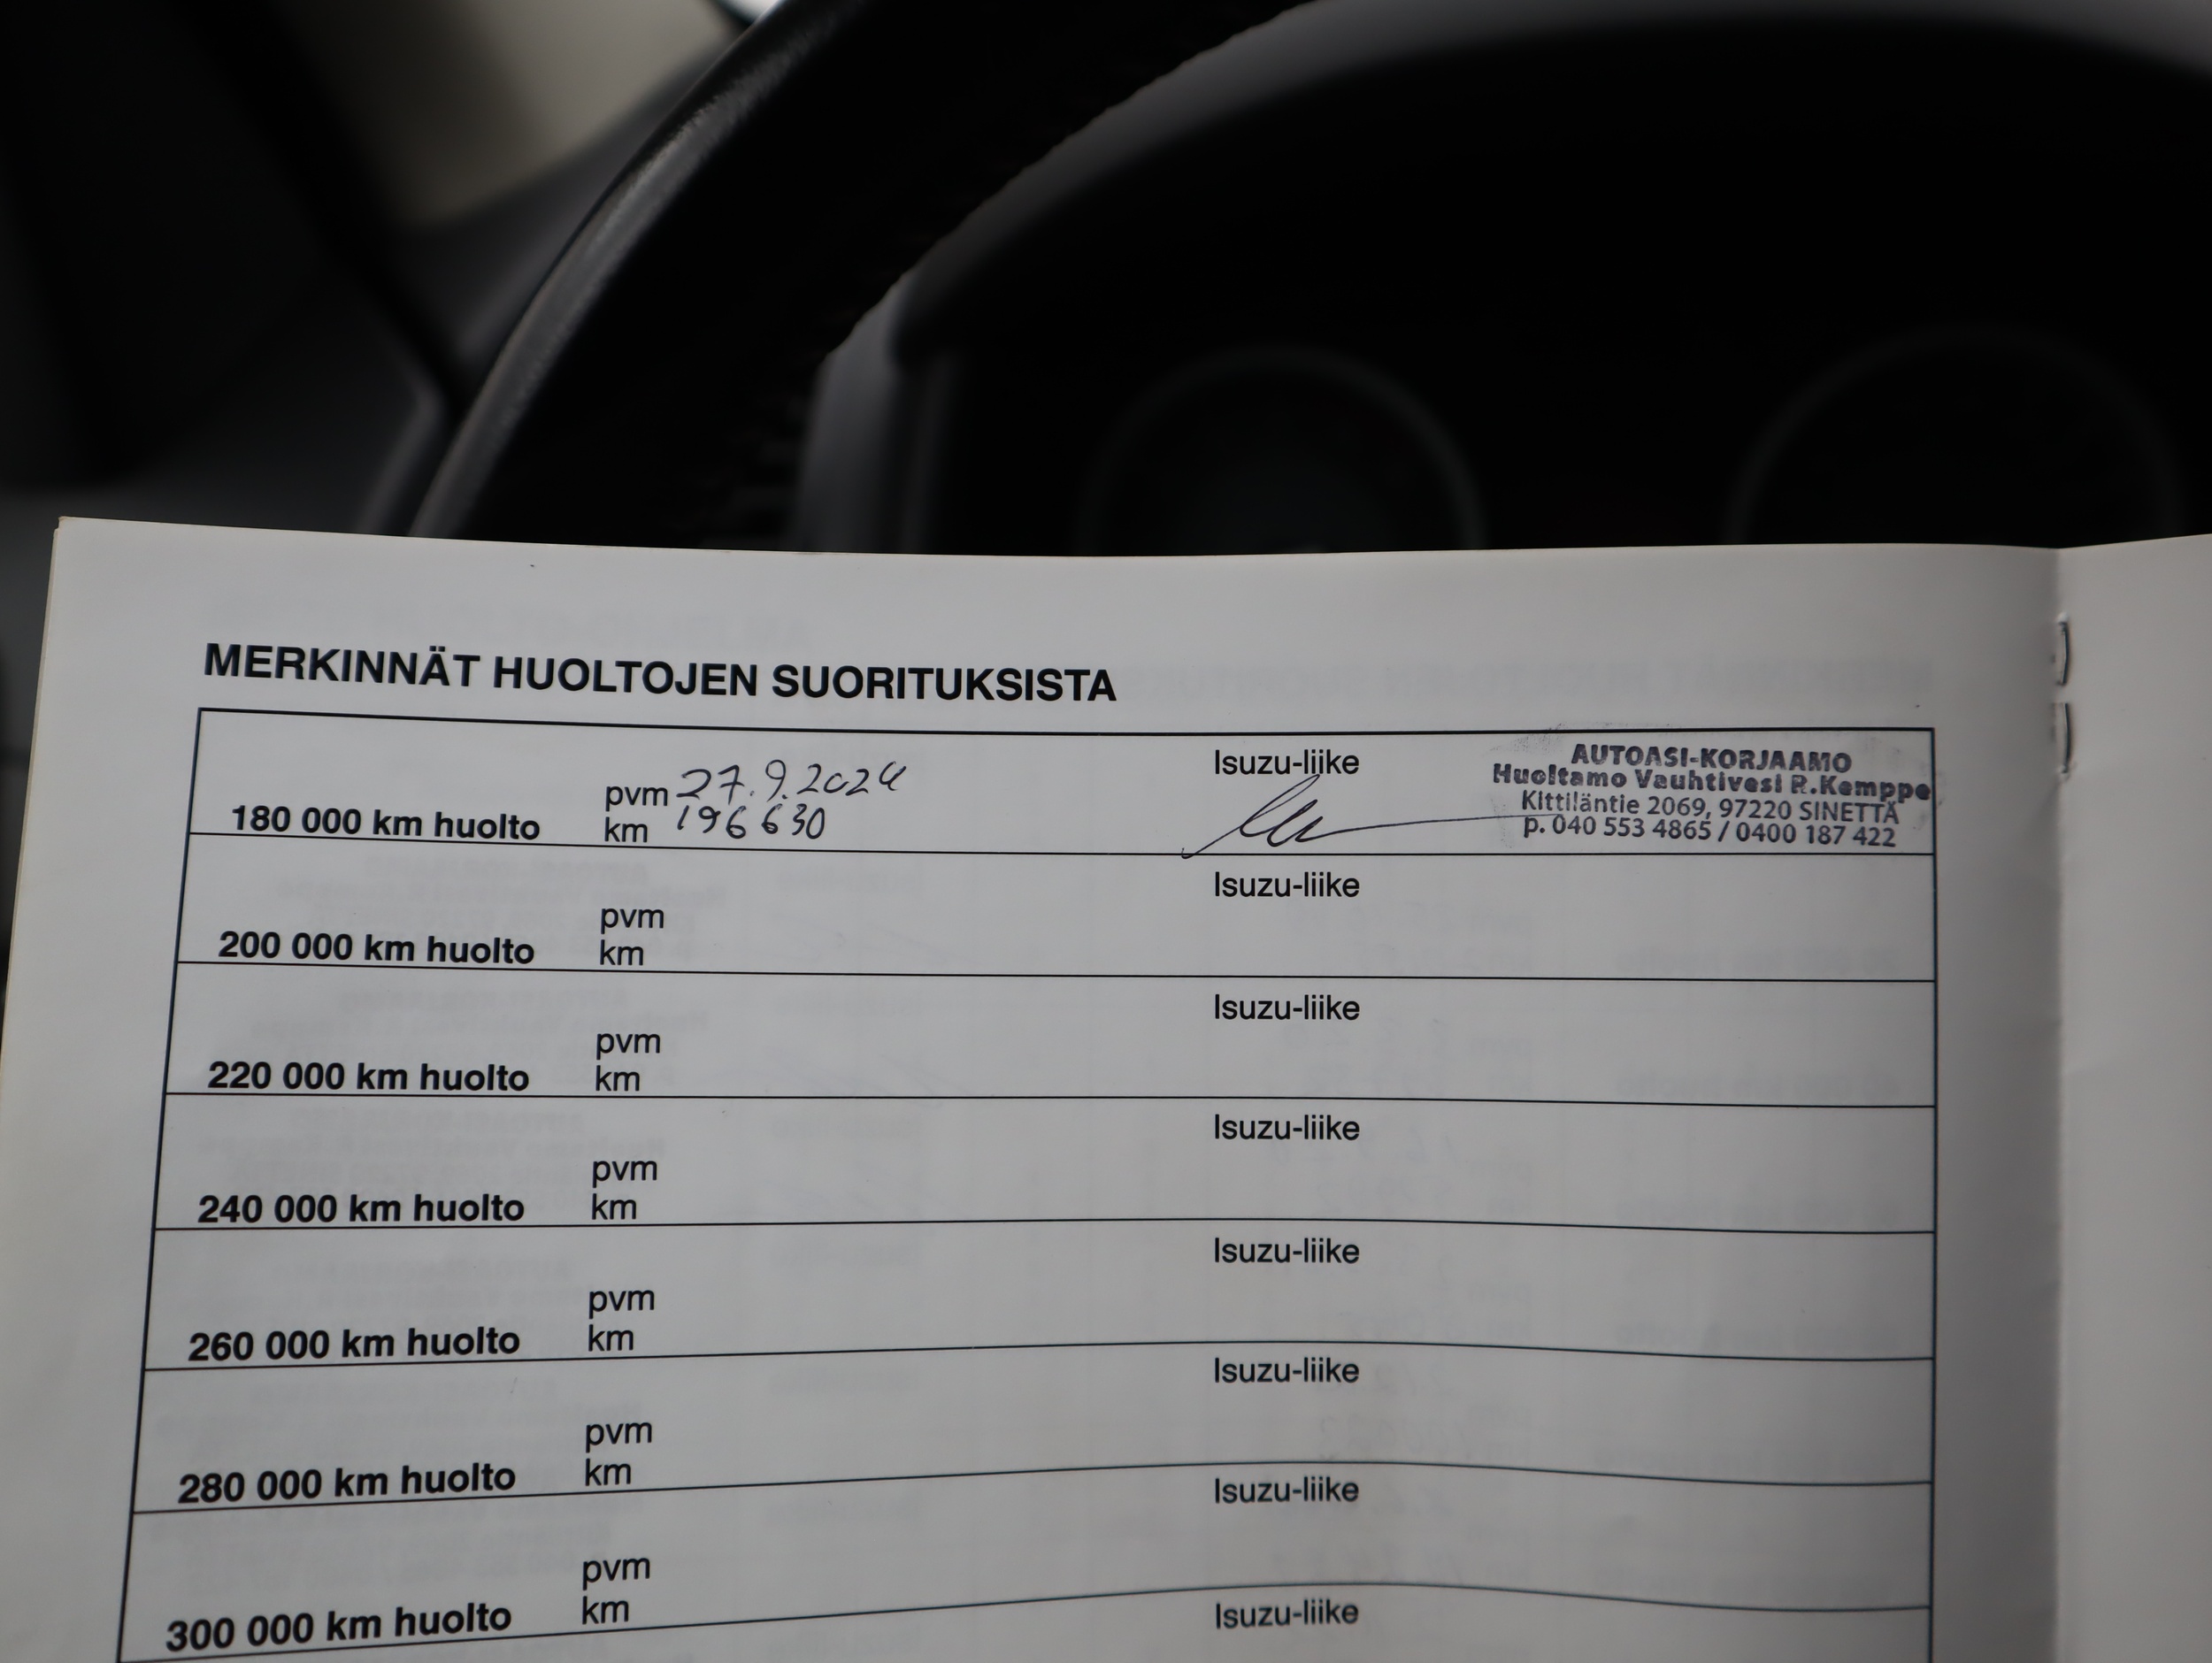 MERKINNÄT HUOLTOJEN SUORITUKSISTA
180 000 km huolto
pvm 27.9.2024
km 196 630
Isuzu-liike
AUTOASI-KORJAAMO
Huoltamo Vauhtivesi R.Kemppe
Kittiläntie 2069, 97220 SINETTÄ
p. 040 553 4865 / 0400 187 422
200 000 km huolto
pvm
km
Isuzu-liike
220 000 km huolto
pvm
km
Isuzu-liike
240 000 km huolto
pvm
km
Isuzu-liike
260 000 km huolto
pvm
km
Isuzu-liike
280 000 km huolto
pvm
km
Isuzu-liike
300 000 km huolto
pvm
km
Isuzu-liike
Isuzu-liike